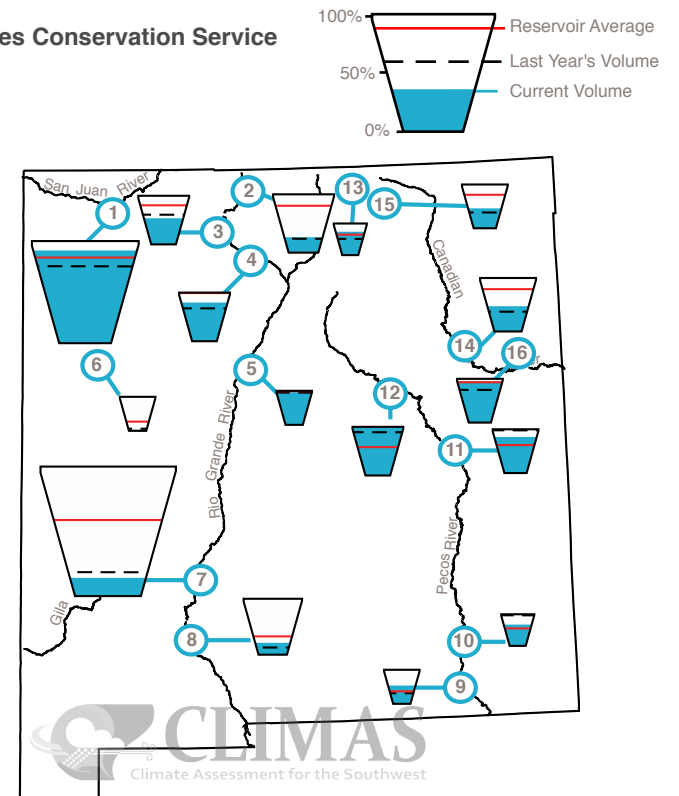 es Conservation Service
100%
50%
0%
Reservoir Average
Last Year's Volume
Current Volume
San Juan River
1
2
3
4
13
15
Canadian
14
16
6
5
12
11
Rio Grande River
Pecos River
7
Gila
8
10
9
CLIMAS
Climate Assessment for the Southwest